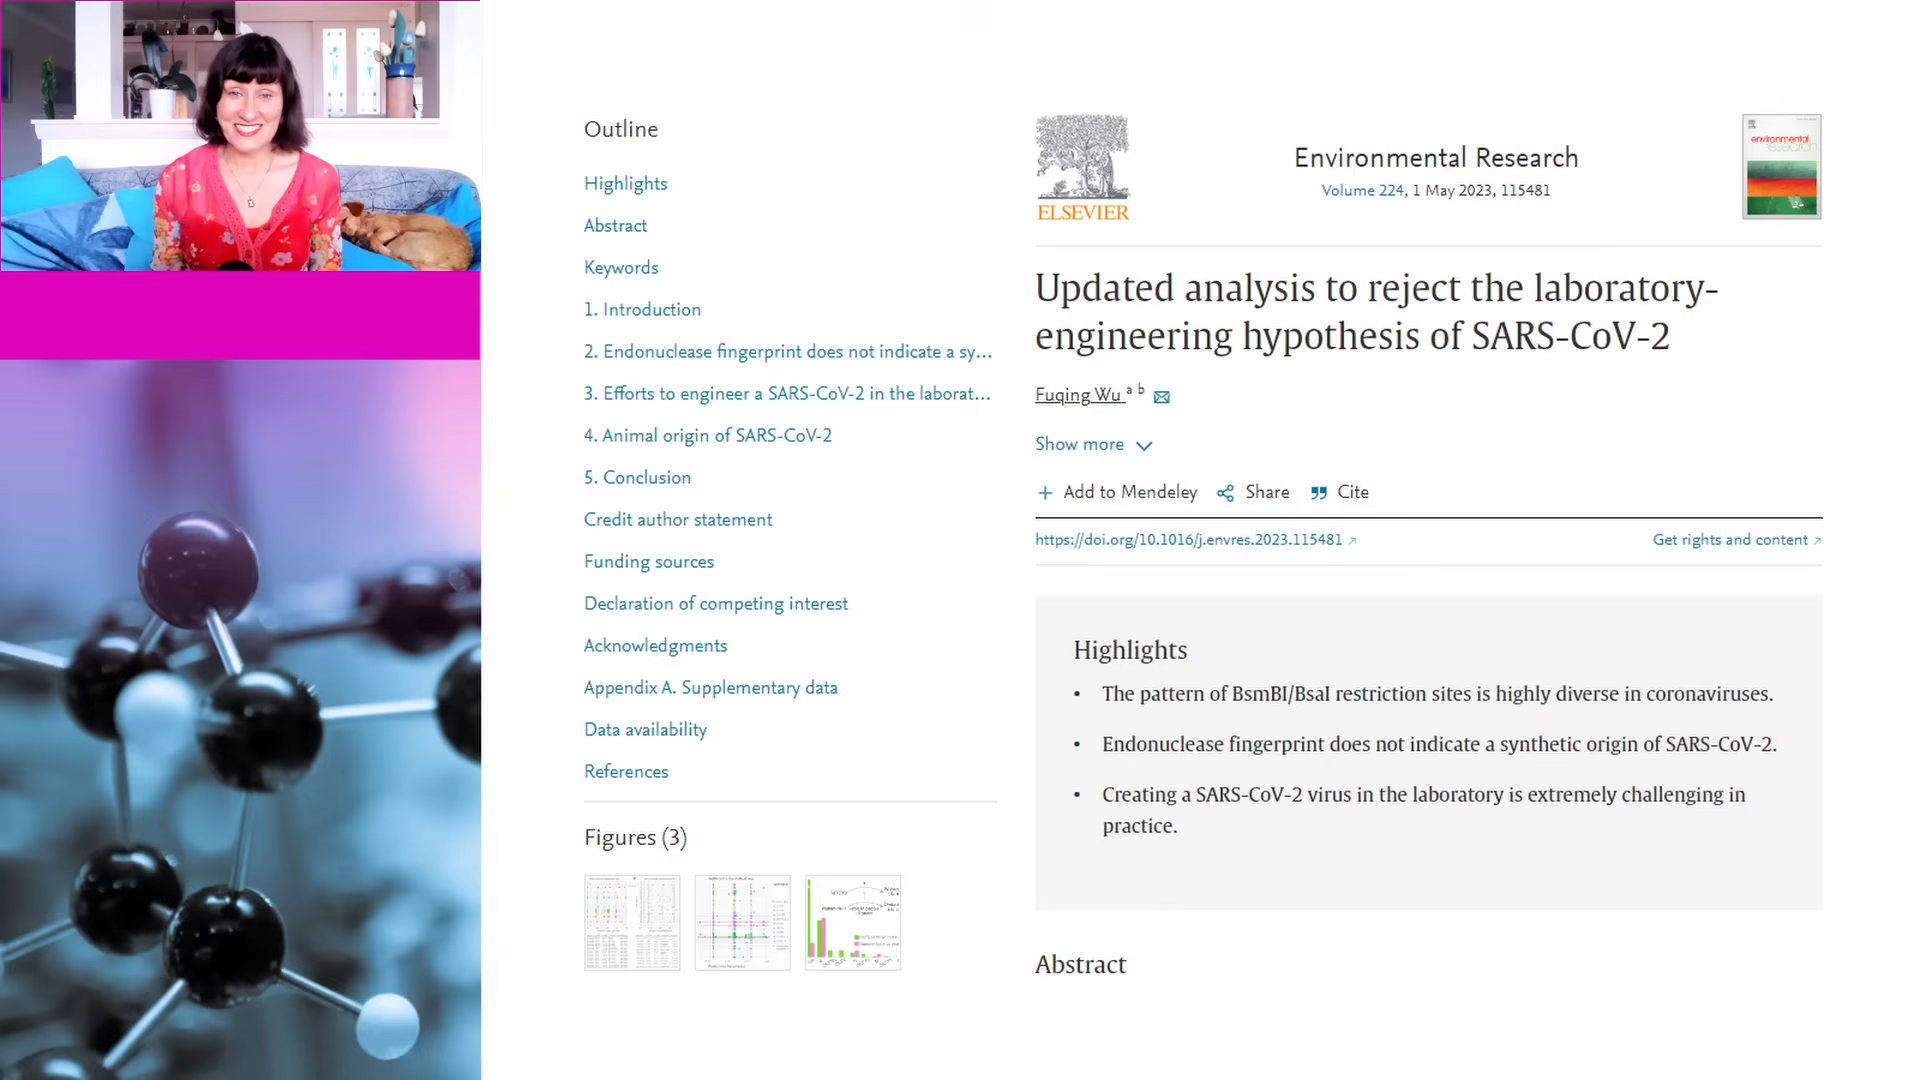 Outline
Highlights
Abstract
Keywords
1. Introduction
2. Endonuclease fingerprint does not indicate a sy...
3. Efforts to engineer a SARS-CoV-2 in the laborat...
4. Animal origin of SARS-CoV-2
5. Conclusion
Credit author statement
Funding sources
Declaration of competing interest
Acknowledgments
Appendix A. Supplementary data
Data availability
References
Figures (3)
ELSEVIER
Environmental Research
Volume 224, 1 May 2023, 115481
environmental
research
Updated analysis to reject the laboratory-
engineering hypothesis of SARS-CoV-2
Fuqing Wu a b
Show more
Add to Mendeley Share Cite
https://doi.org/10.1016/j.envres.2023.115481
Get rights and content
Highlights
• The pattern of BsmBI/BsaI restriction sites is highly diverse in coronaviruses.
• Endonuclease fingerprint does not indicate a synthetic origin of SARS-CoV-2.
• Creating a SARS-CoV-2 virus in the laboratory is extremely challenging in
practice.
Abstract